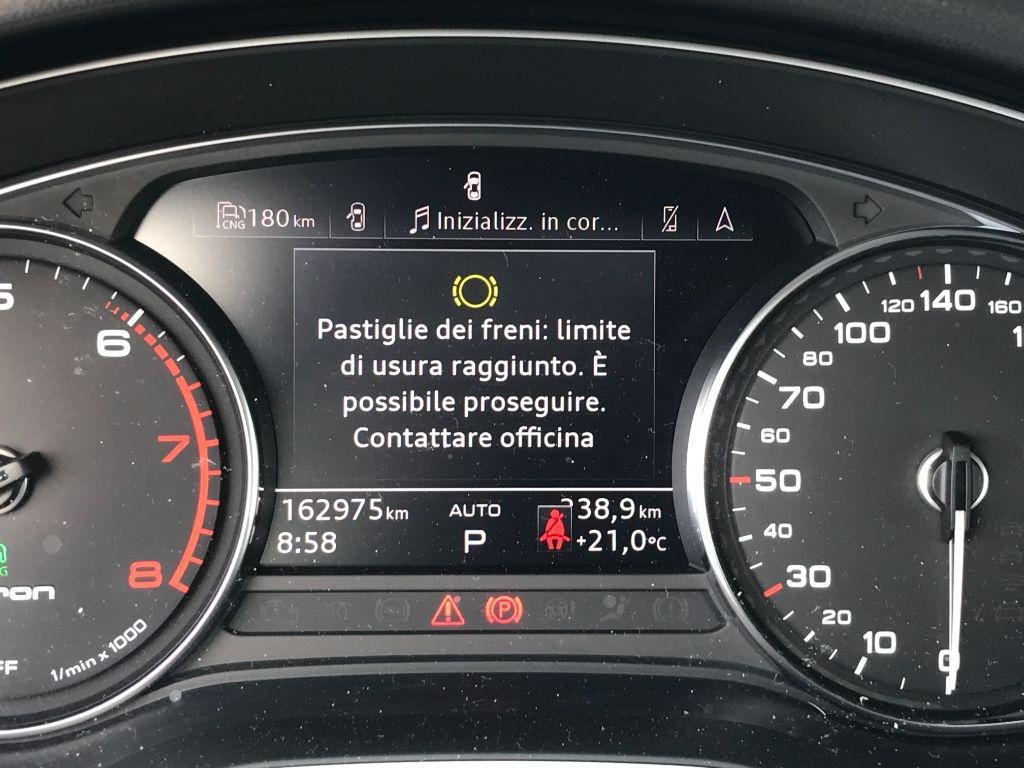 CNG 180 km
Inizializz. in cor...
Pastiglie dei freni: limite
di usura raggiunto. È
possibile proseguire.
Contattare officina
162975 km
AUTO
38,9 km
8:58
P
+21,0°C
5
6
7
8
1/min x 1000
0
10
20
30
40
50
60
70
80
100
120
140
160